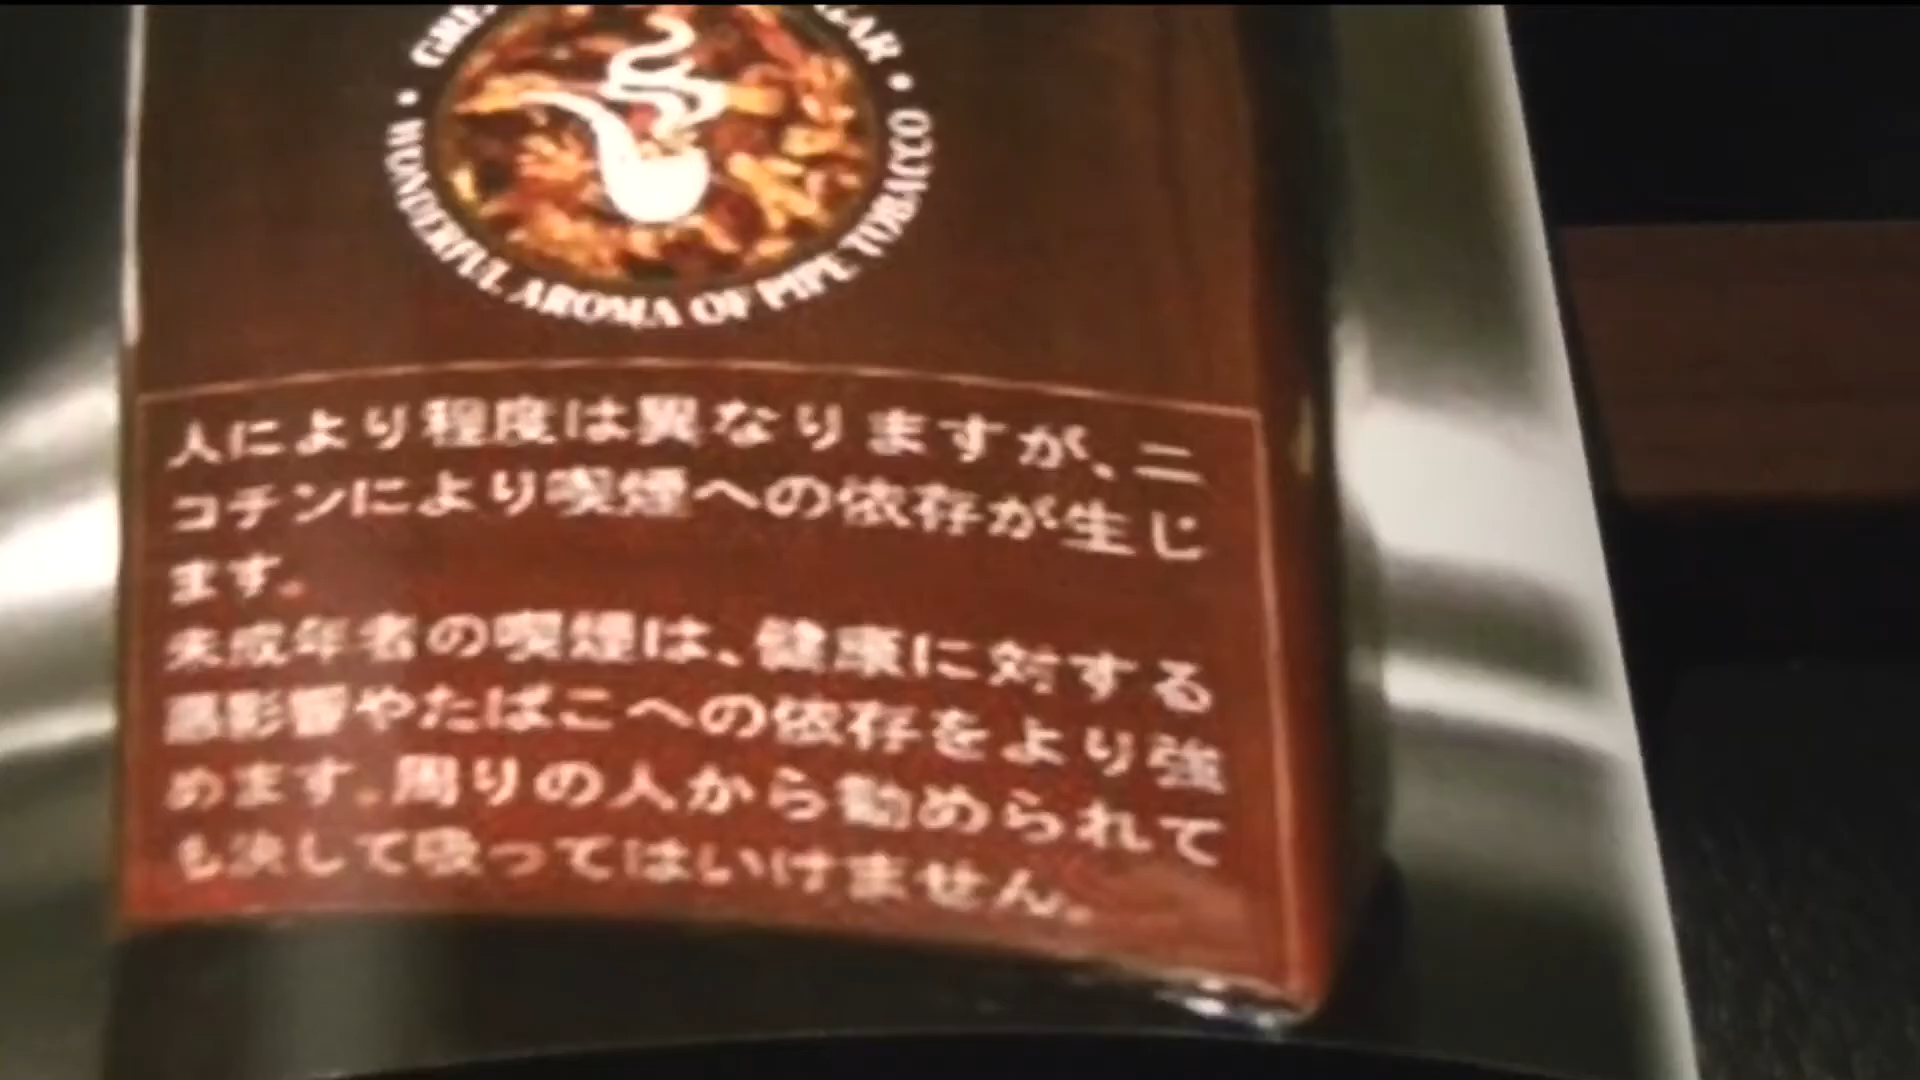 WONDERFUL AROMA OF PIPE TOBACCO
人により程度は異なりますが、ニ
コチンにより喫煙への依存が生じ
ます。
未成年者の喫煙は、健康に対する
悪影響やたばこへの依存をより強
めます。周りの人から勧められて
も決して吸ってはいけません。